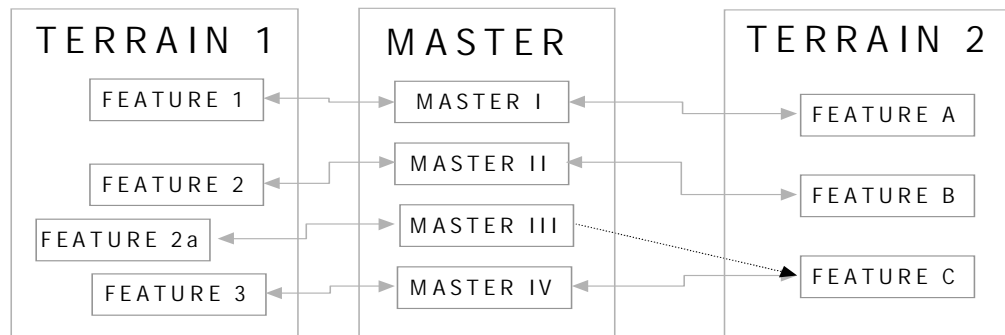 TERRAIN 1
FEATURE 1
FEATURE 2
FEATURE 2a
FEATURE 3
MASTER
MASTER I
MASTER II
MASTER III
MASTER IV
TERRAIN 2
FEATURE A
FEATURE B
FEATURE C